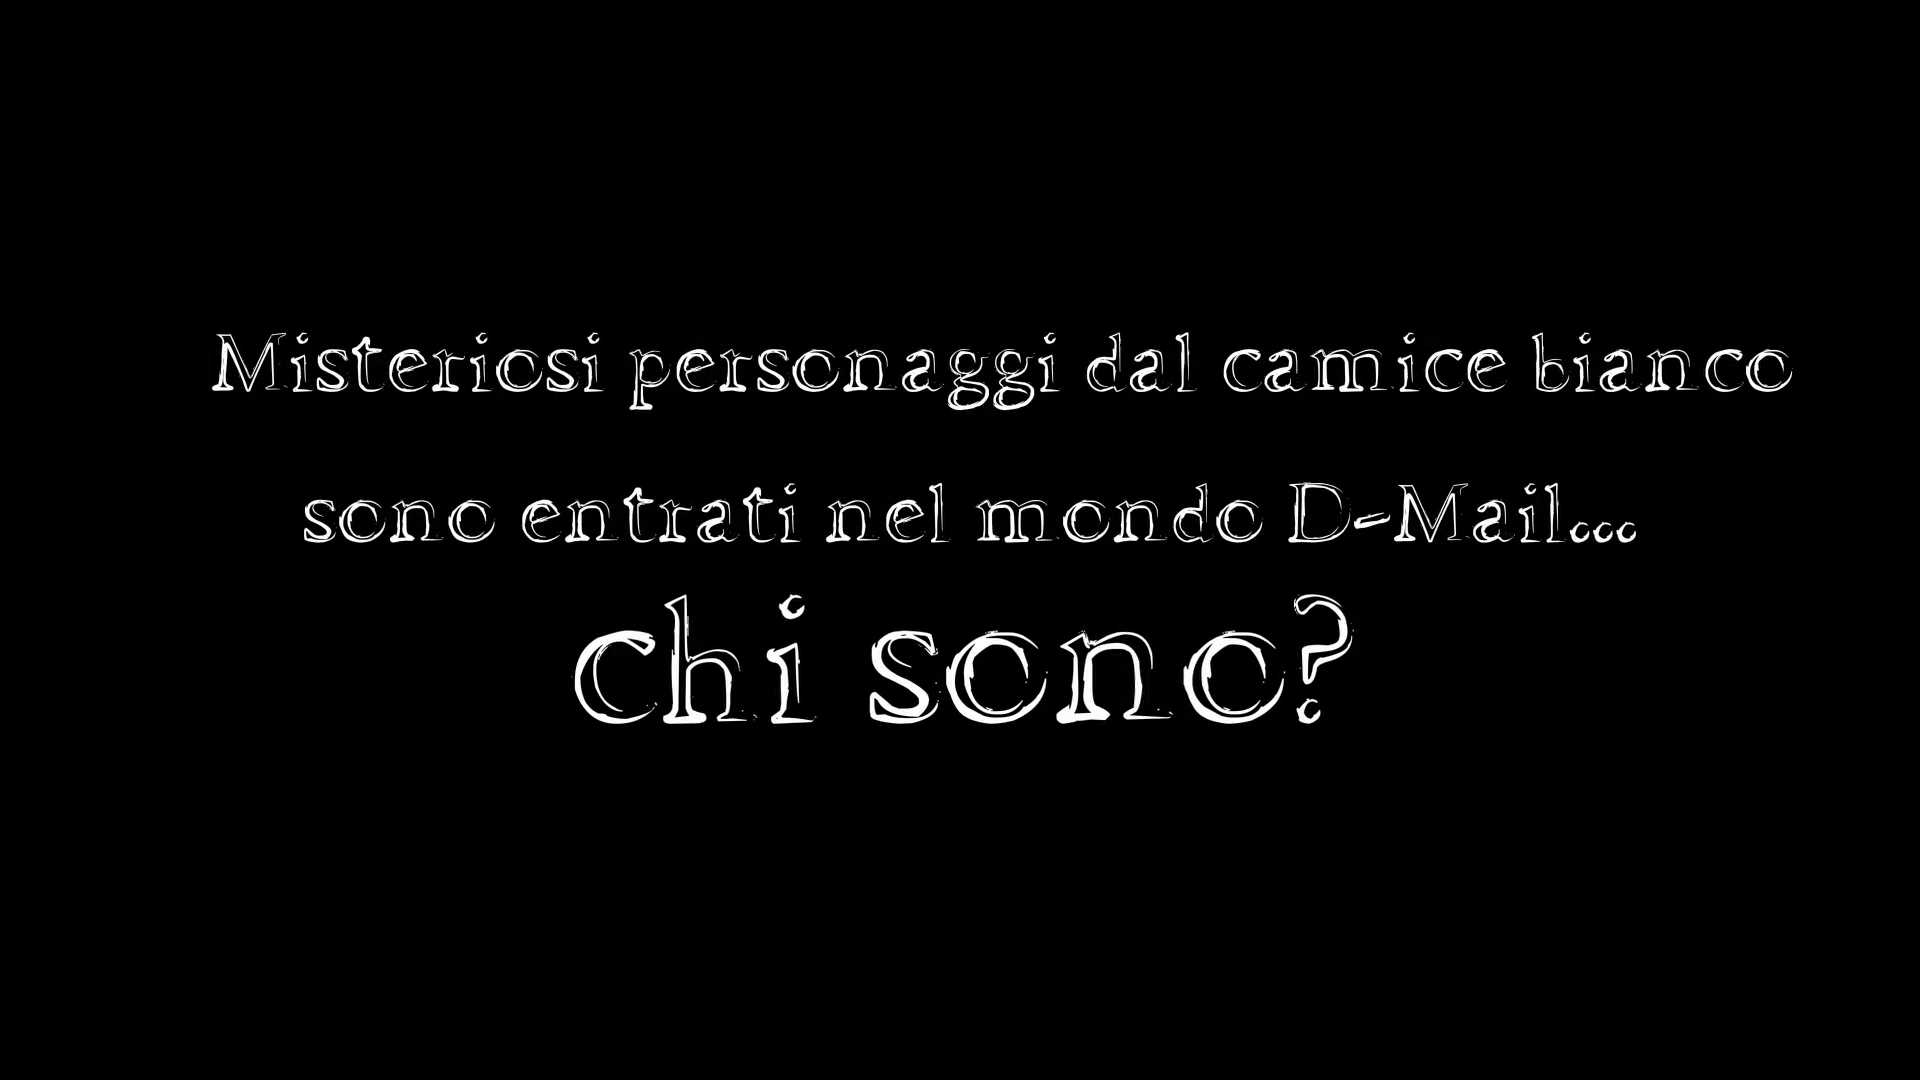 Misteriosi personaggi dal camice bianco
sono entrati nel mondo D-Mail...
chi sono?